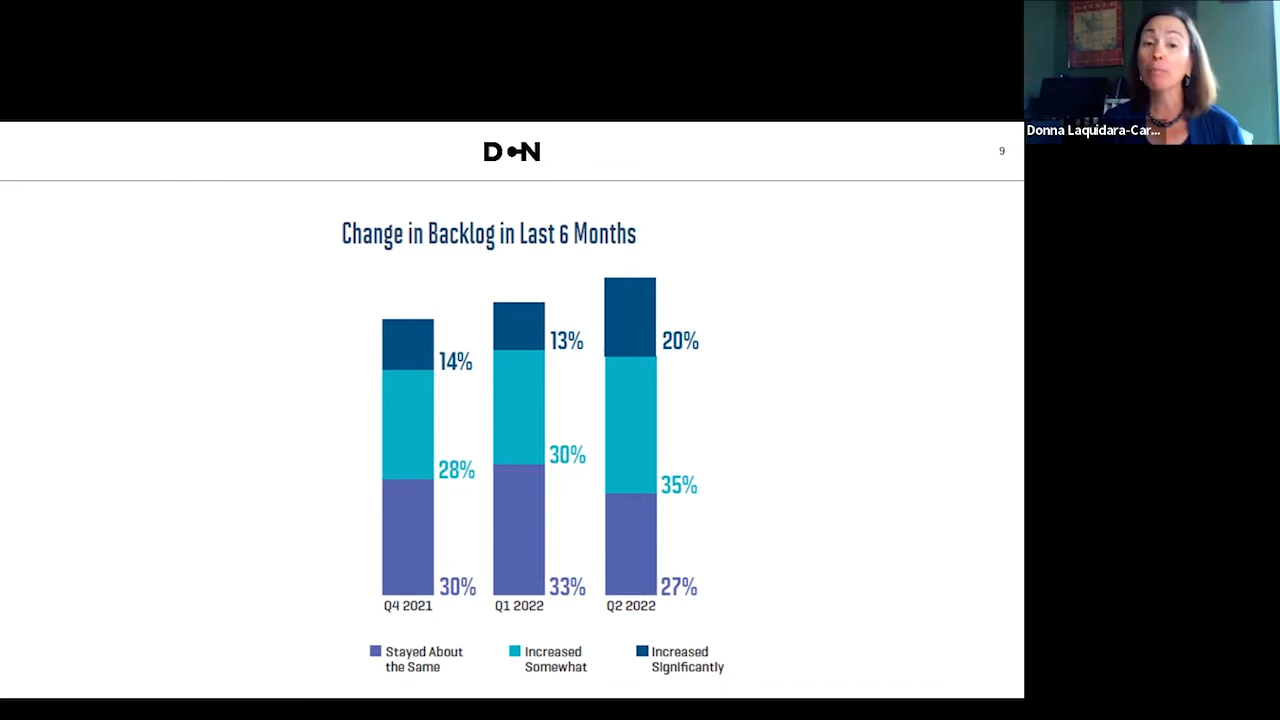 D•N
9
Donna Laquidara-Car...
Change in Backlog in Last 6 Months
14%
13%
20%
28%
30%
35%
30%
33%
27%
Q4 2021
Q1 2022
Q2 2022
Stayed About
the Same
Increased
Somewhat
Increased
Significantly